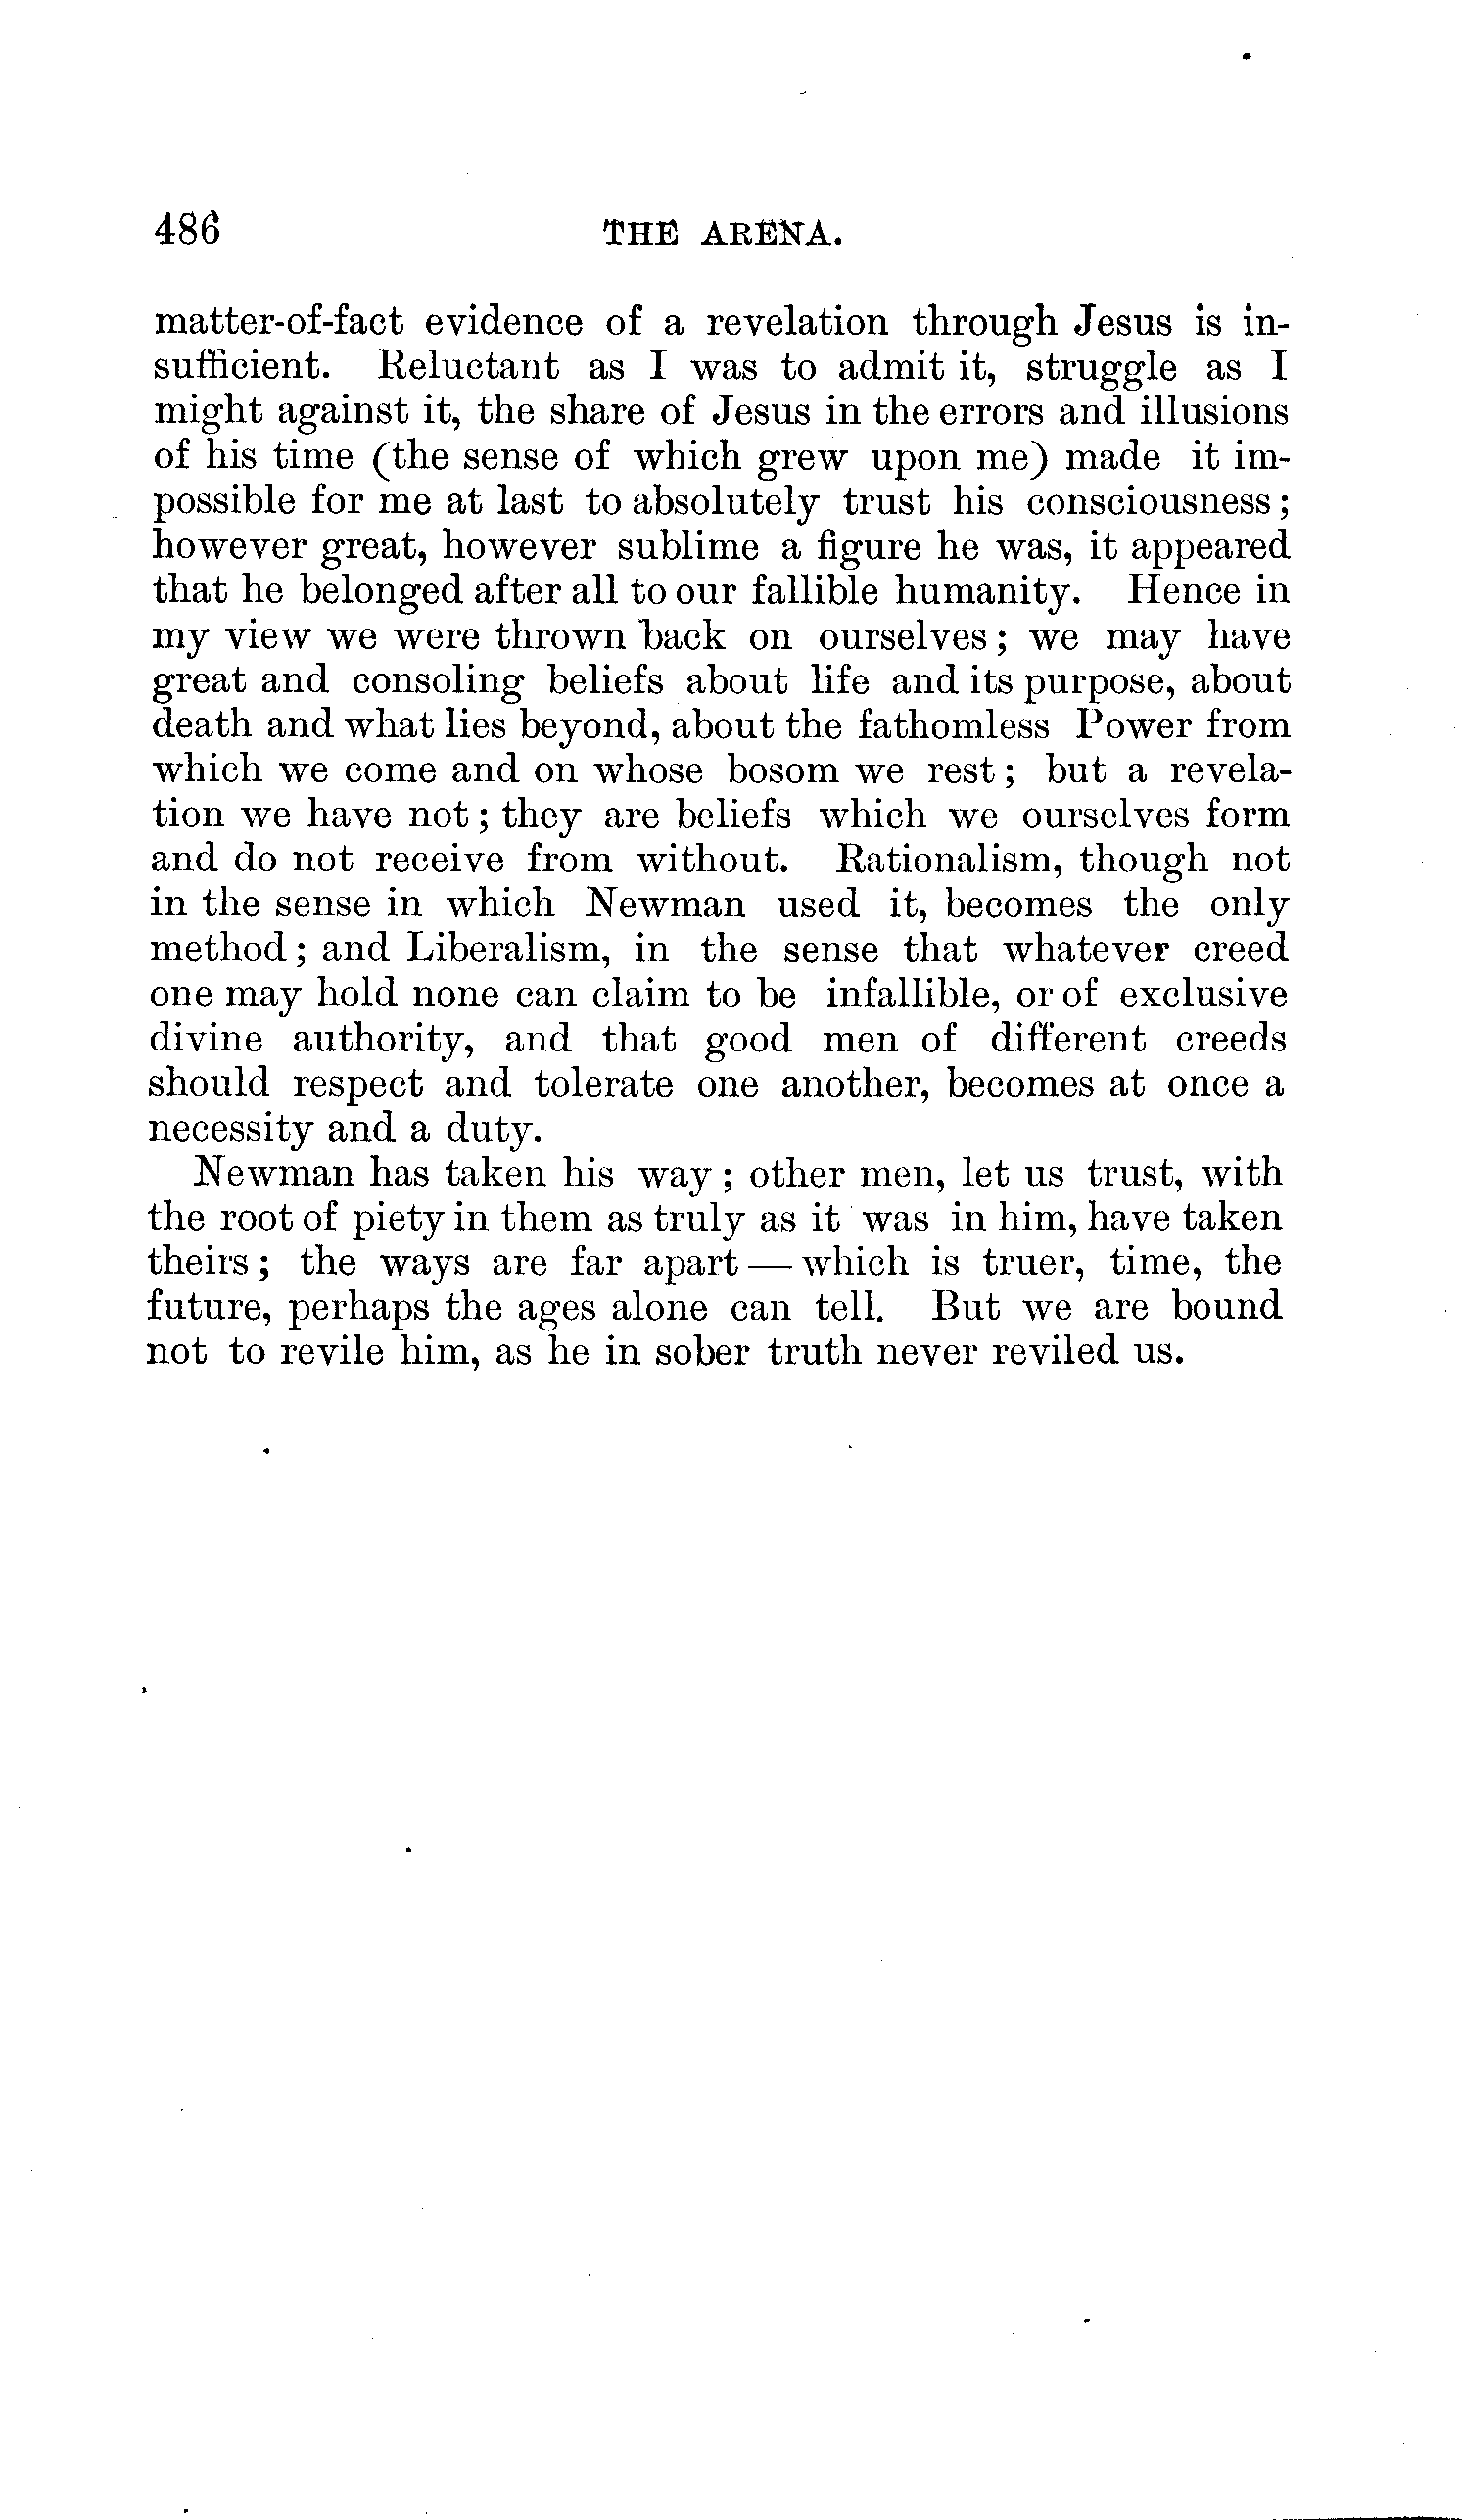 486 THE ARENA.
matter-of-fact evidence of a revelation through Jesus is in-
sufficient. Reluctant as I was to admit it, struggle as I
might against it, the share of Jesus in the errors and illusions
of his time (the sense of which grew upon me) made it im-
possible for me at last to absolutely trust his consciousness;
however great, however sublime a figure he was, it appeared
that he belonged after all to our fallible humanity. Hence in
my view we were thrown back on ourselves; we may have
great and consoling beliefs about life and its purpose, about
death and what lies beyond, about the fathomless Power from
which we come and on whose bosom we rest; but a revela-
tion we have not; they are beliefs which we ourselves form
and do not receive from without. Rationalism, though not
in the sense in which Newman used it, becomes the only
method; and Liberalism, in the sense that whatever creed
one may hold none can claim to be infallible, or of exclusive
divine authority, and that good men of different creeds
should respect and tolerate one another, becomes at once a
necessity and a duty.
Newman has taken his way; other men, let us trust, with
the root of piety in them as truly as it was in him, have taken
theirs; the ways are far apart — which is truer, time, the
future, perhaps the ages alone can tell. But we are bound
not to revile him, as he in sober truth never reviled us.